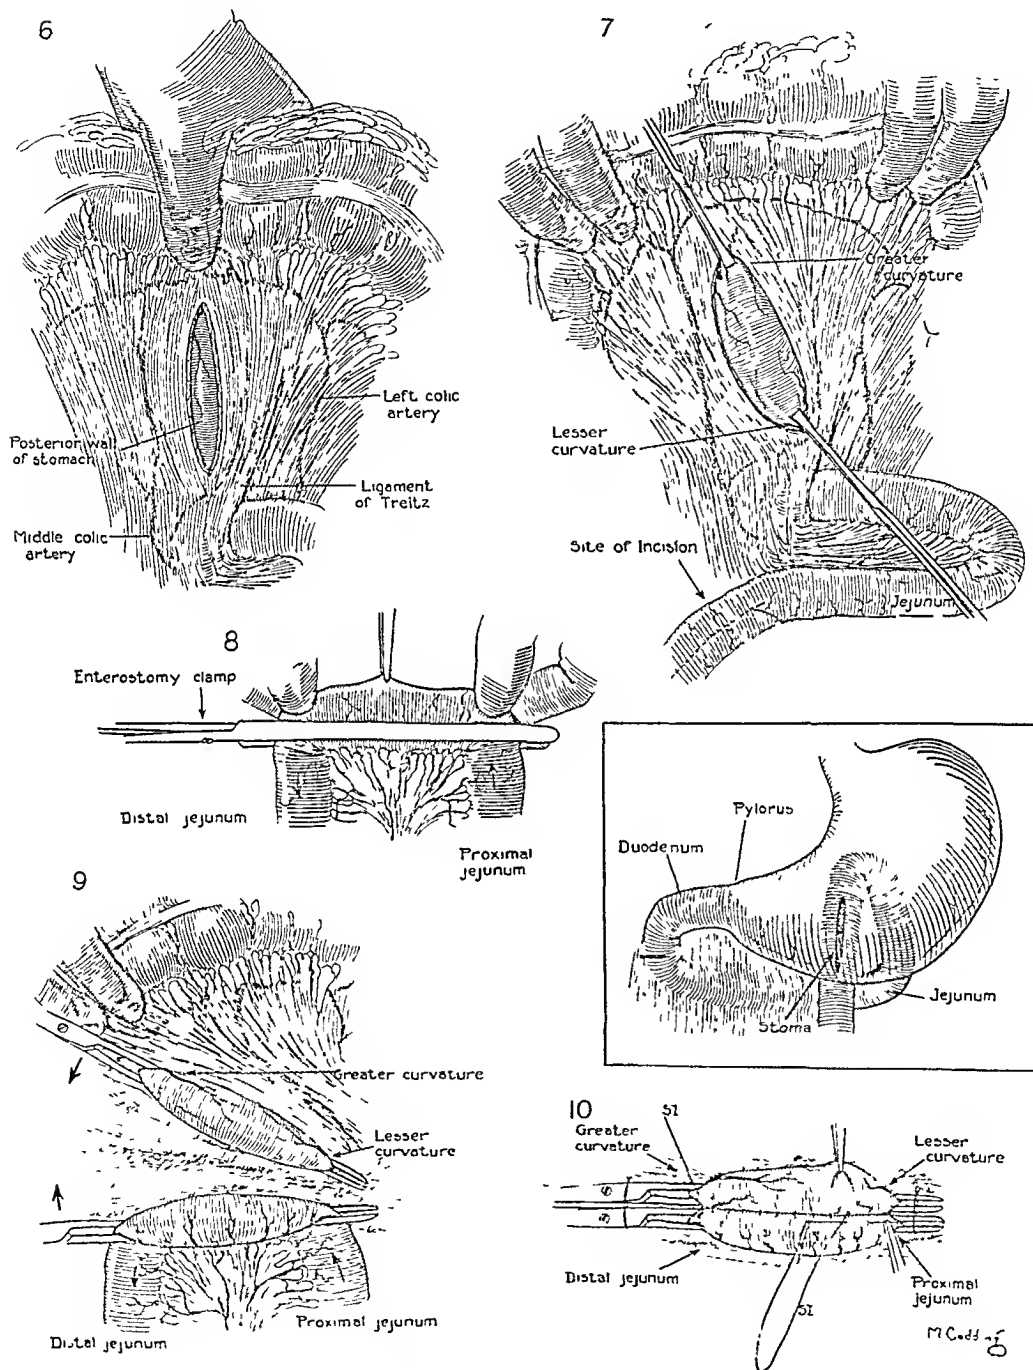 6
Posterior wall
of stomach
Middle colic
artery
Left colic
artery
Ligament
of Treitz
7
Greater
curvature
Lesser
curvature
Site of Incision
Jejunum
8
Enterostomy clamp
Distal jejunum
Proximal
jejunum
Duodenum
Pylorus
Stoma
Jejunum
9
Greater curvature
Lesser
curvature
Distal jejunum
Proximal jejunum
10
S1
Greater
curvature
Lesser
curvature
Distal jejunum
S1
Proximal
jejunum